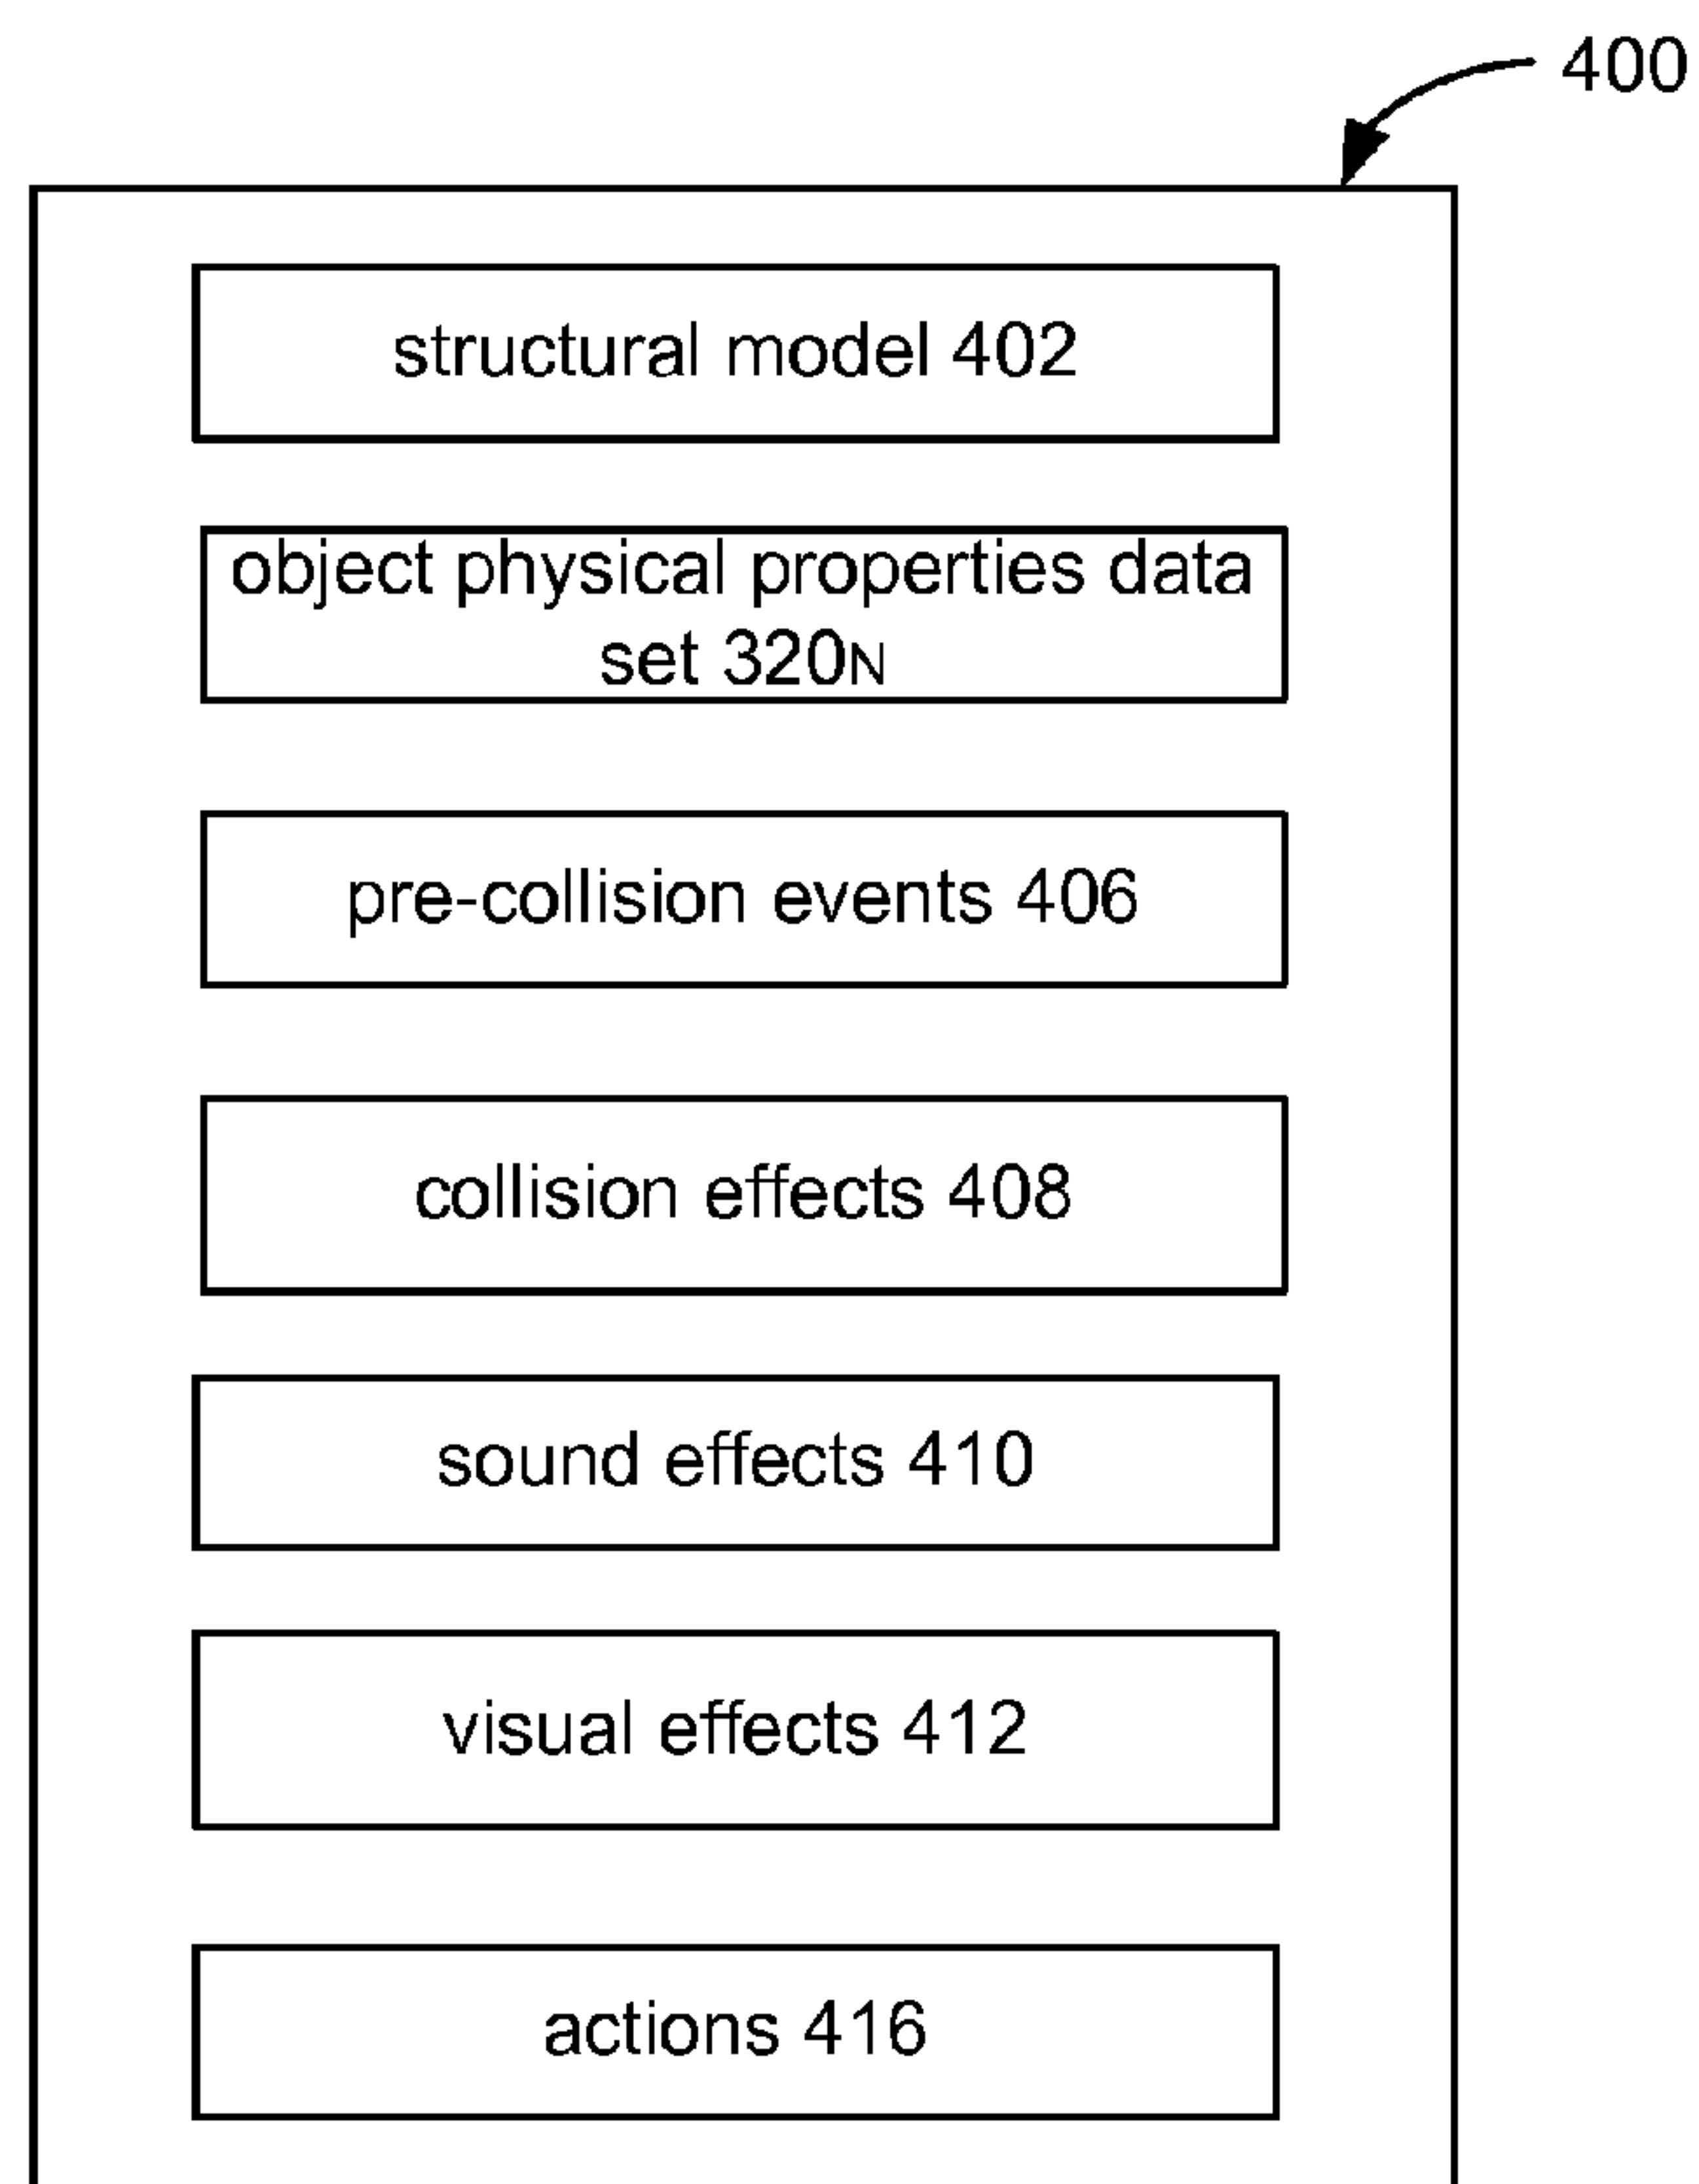 400
structural model 402
object physical properties data
set 320N
pre-collision events 406
collision effects 408
sound effects 410
visual effects 412
actions 416